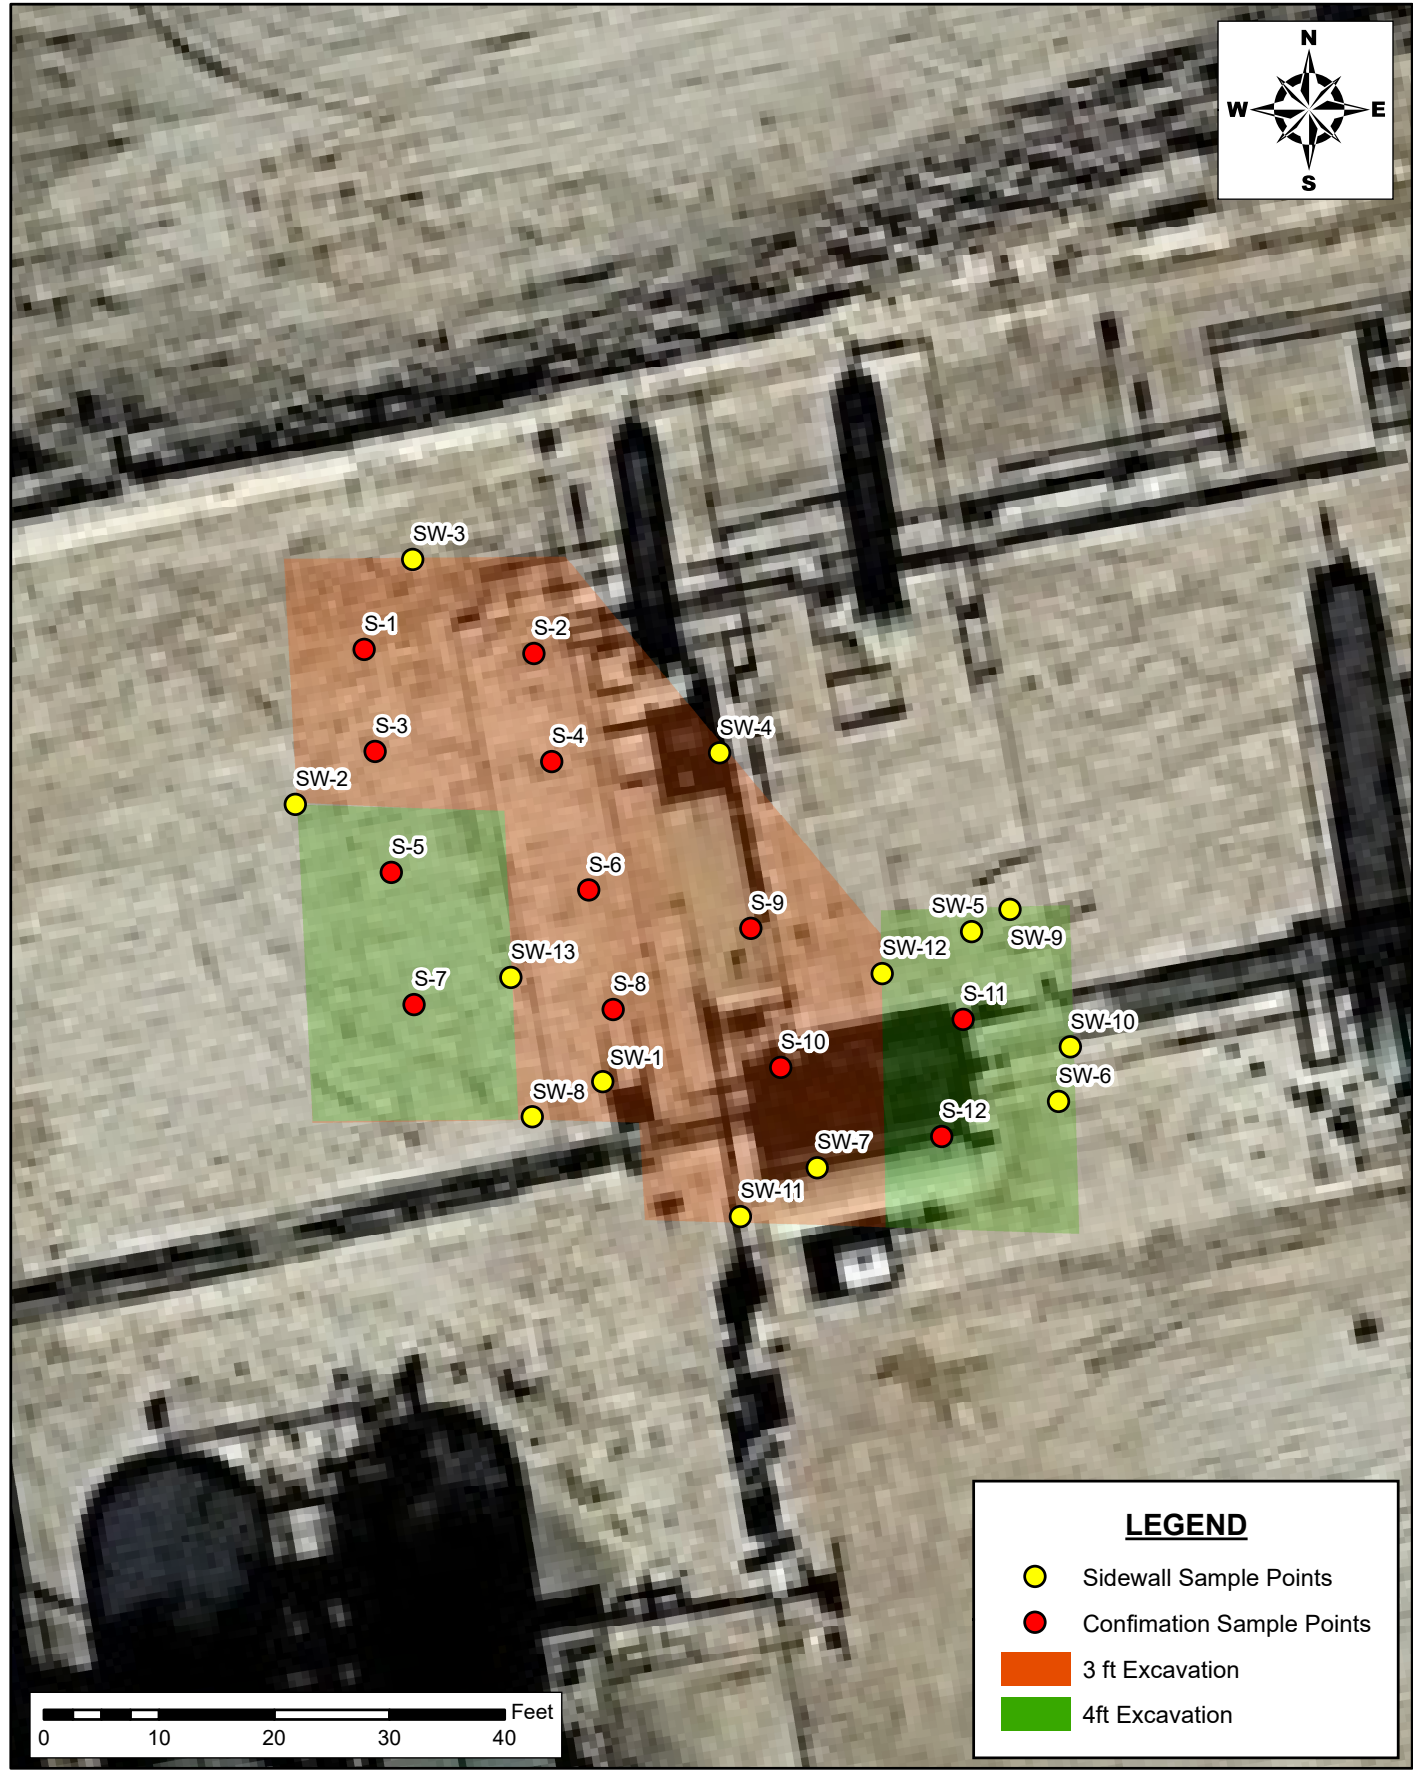 N
W E
S
SW-3
S-1
S-2
S-3
S-4
SW-4
SW-2
S-5
S-6
S-9
SW-5
SW-9
SW-12
SW-13
S-7
S-8
S-11
SW-10
S-10
SW-1
SW-6
SW-8
S-12
SW-7
SW-11
LEGEND
Sidewall Sample Points
Confimation Sample Points
3 ft Excavation
4ft Excavation
Feet
0 10 20 30 40